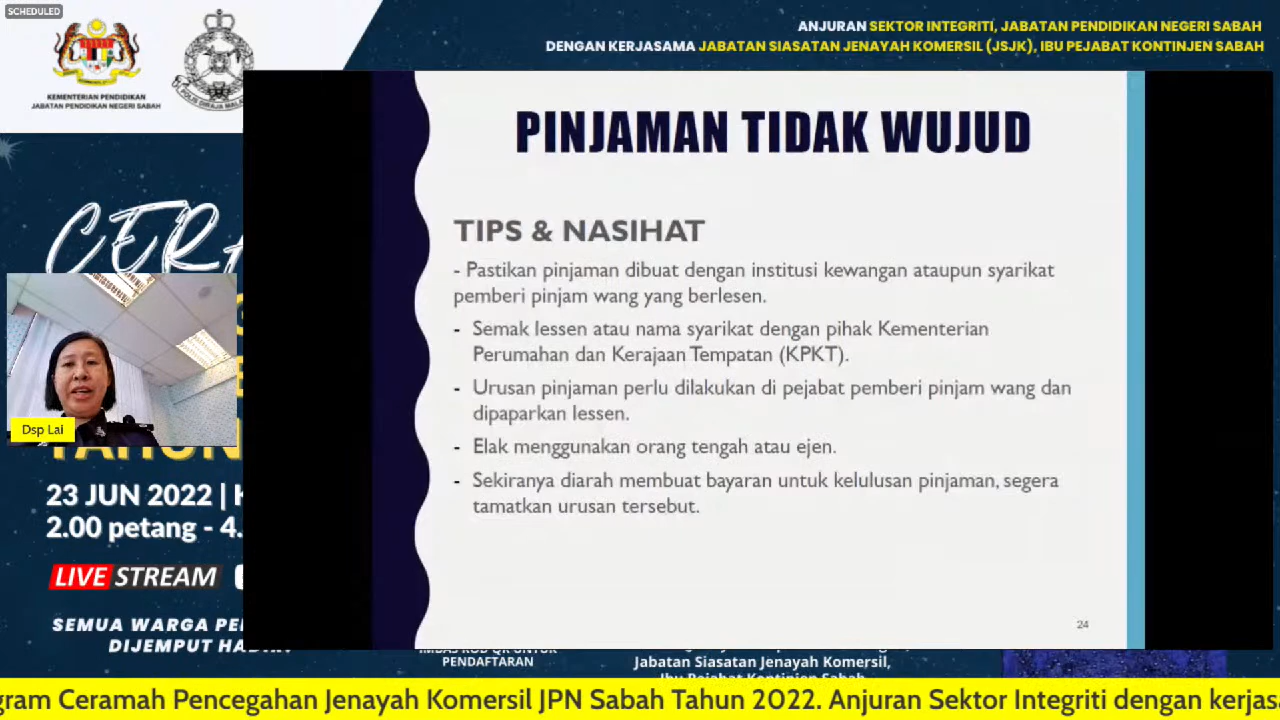 SCHEDULED
KEMENTERIAN PENDIDIKAN
JABATAN PENDIDIKAN NEGERI SABAH
ANJURAN SEKTOR INTEGRITI, JABATAN PENDIDIKAN NEGERI SABAH
DENGAN KERJASAMA JABATAN SIASATAN JENAYAH KOMERSIL (JSJK), IBU PEJABAT KONTINJEN SABAH
PINJAMAN TIDAK WUJUD
TIPS & NASIHAT
- Pastikan pinjaman dibuat dengan institusi kewangan ataupun syarikat
pemberi pinjam wang yang berlesen.
- Semak lessen atau nama syarikat dengan pihak Kementerian
Perumahan dan Kerajaan Tempatan (KPKT).
- Urusan pinjaman perlu dilakukan di pejabat pemberi pinjam wang dan
dipaparkan lessen.
- Elak menggunakan orang tengah atau ejen.
- Sekiranya diarah membuat bayaran untuk kelulusan pinjaman, segera
tamatkan urusan tersebut.
24
Dsp Lai
23 JUN 2022 |
2.00 petang - 4.
LIVE STREAM
SEMUA WARGA
DIJEMPUT
PENDAFTARAN
Jabatan Siasatan Jenayah Komersil,
Ibu Pejabat Kontinjen Sabah
gram Ceramah Pencegahan Jenayah Komersil JPN Sabah Tahun 2022. Anjuran Sektor Integriti dengan kerjas